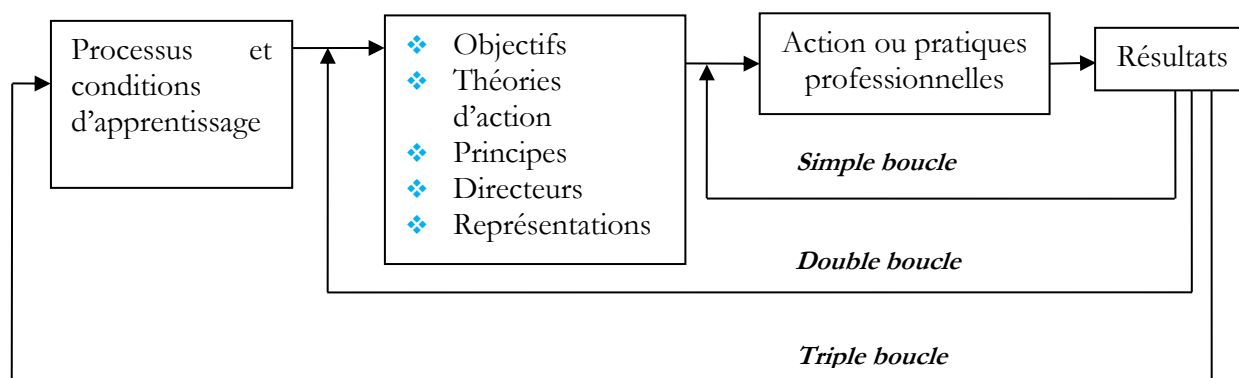 Processus et
conditions
d'apprentissage
❖ Objectifs
❖ Théories
d'action
❖ Principes
❖ Directeurs
❖ Représentations
Action ou pratiques
professionnelles
Résultats
Simple boucle
Double boucle
Triple boucle